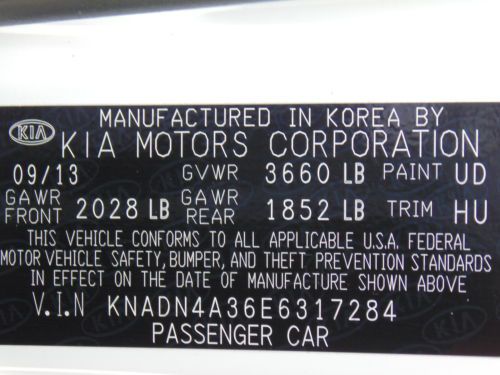 MANUFACTURED IN KOREA BY
KIA KIA MOTORS CORPORATION
09/13 GVWR 3660 LB PAINT UD
GAWR FRONT 2028 LB GAWR REAR 1852 LB TRIM HU
THIS VEHICLE CONFORMS TO ALL APPLICABLE U.S.A. FEDERAL
MOTOR VEHICLE SAFETY, BUMPER, AND THEFT PREVENTION STANDARDS
IN EFFECT ON THE DATE OF MANUFACTURE SHOWN ABOVE
V.I.N KNADN4A36E6317284
PASSENGER CAR